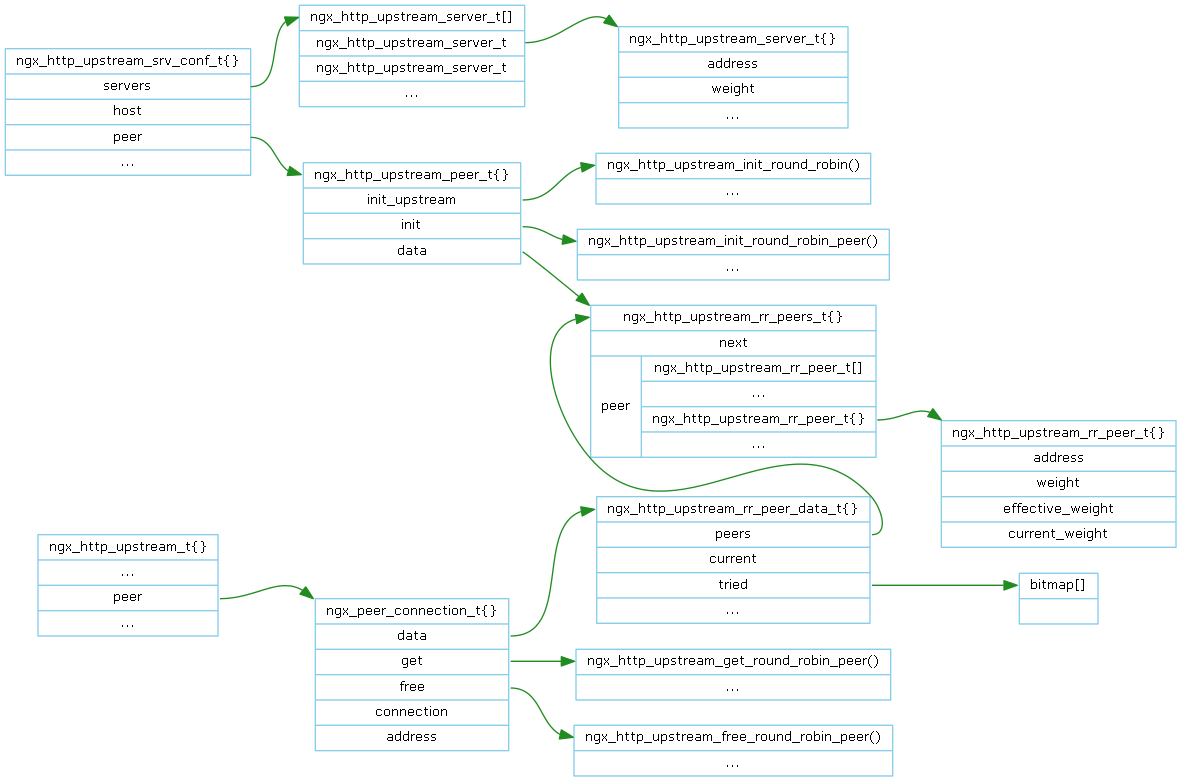 ngx_http_upstream_srv_conf_t{}
servers
host
peer
...
ngx_http_upstream_server_t[]
ngx_http_upstream_server_t
ngx_http_upstream_server_t
...
ngx_http_upstream_server_t{}
address
weight
...
ngx_http_upstream_peer_t{}
init_upstream
init
data
ngx_http_upstream_init_round_robin()
...
ngx_http_upstream_init_round_robin_peer()
...
ngx_http_upstream_rr_peers_t{}
next
peer
ngx_http_upstream_rr_peer_t[]
...
ngx_http_upstream_rr_peer_t{}
...
ngx_http_upstream_rr_peer_t{}
address
weight
effective_weight
current_weight
ngx_http_upstream_t{}
...
peer
...
ngx_peer_connection_t{}
data
get
free
connection
address
ngx_http_upstream_rr_peer_data_t{}
peers
current
tried
...
bitmap[]
ngx_http_upstream_get_round_robin_peer()
...
ngx_http_upstream_free_round_robin_peer()
...